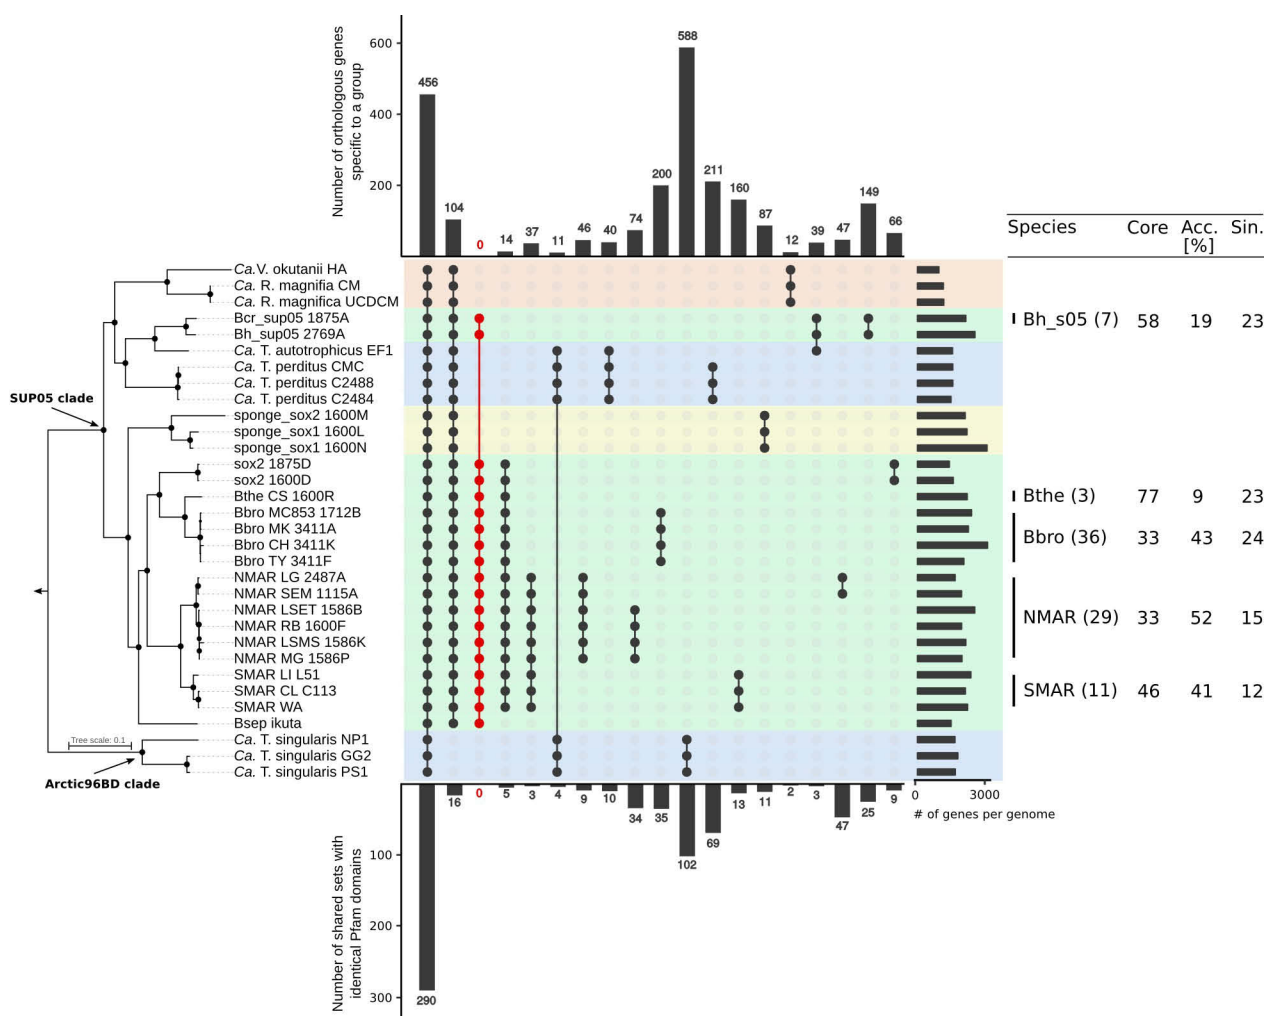 Number of orthologous genes
specific to a group
600
400
200
456
104
0
14
37
11
46
40
74
200
588
211
160
87
12
39
47
149
66
Species Core Acc. [%] Sin.
Bh_s05 (7) 58 19 23
Bthe (3) 77 9 23
Bbro (36) 33 43 24
NMAR (29) 33 52 15
SMAR (11) 46 41 12
Ca.V. okutanii HA
Ca. R. magnifia CM
Ca. R. magnifica UCDCM
Bcr_sup05 1875A
Bh_sup05 2769A
Ca. T. autotrophicus EF1
Ca. T. perditus CMC
Ca. T. perditus C2488
Ca. T. perditus C2484
sponge_sox2 1600M
sponge_sox1 1600L
sponge_sox1 1600N
sox2 1875D
sox2 1600D
Bthe CS 1600R
Bbro MC853 1712B
Bbro MK 3411A
Bbro CH 3411K
Bbro TY 3411F
NMAR LG 2487A
NMAR SEM 1115A
NMAR LSET 1586B
NMAR RB 1600F
NMAR LSMS 1586K
NMAR MG 1586P
SMAR LI L51
SMAR CL C113
SMAR WA
Bsep ikuta
Ca. T. singularis NP1
Ca. T. singularis GG2
Ca. T. singularis PS1
SUP05 clade
Tree scale: 0.1
Arctic96BD clade
0 3000
# of genes per genome
Number of shared sets with
identical Pfam domains
100
200
300
290
16
0
5
3
4
9
10
34
35
102
69
13
11
2
3
47
25
9